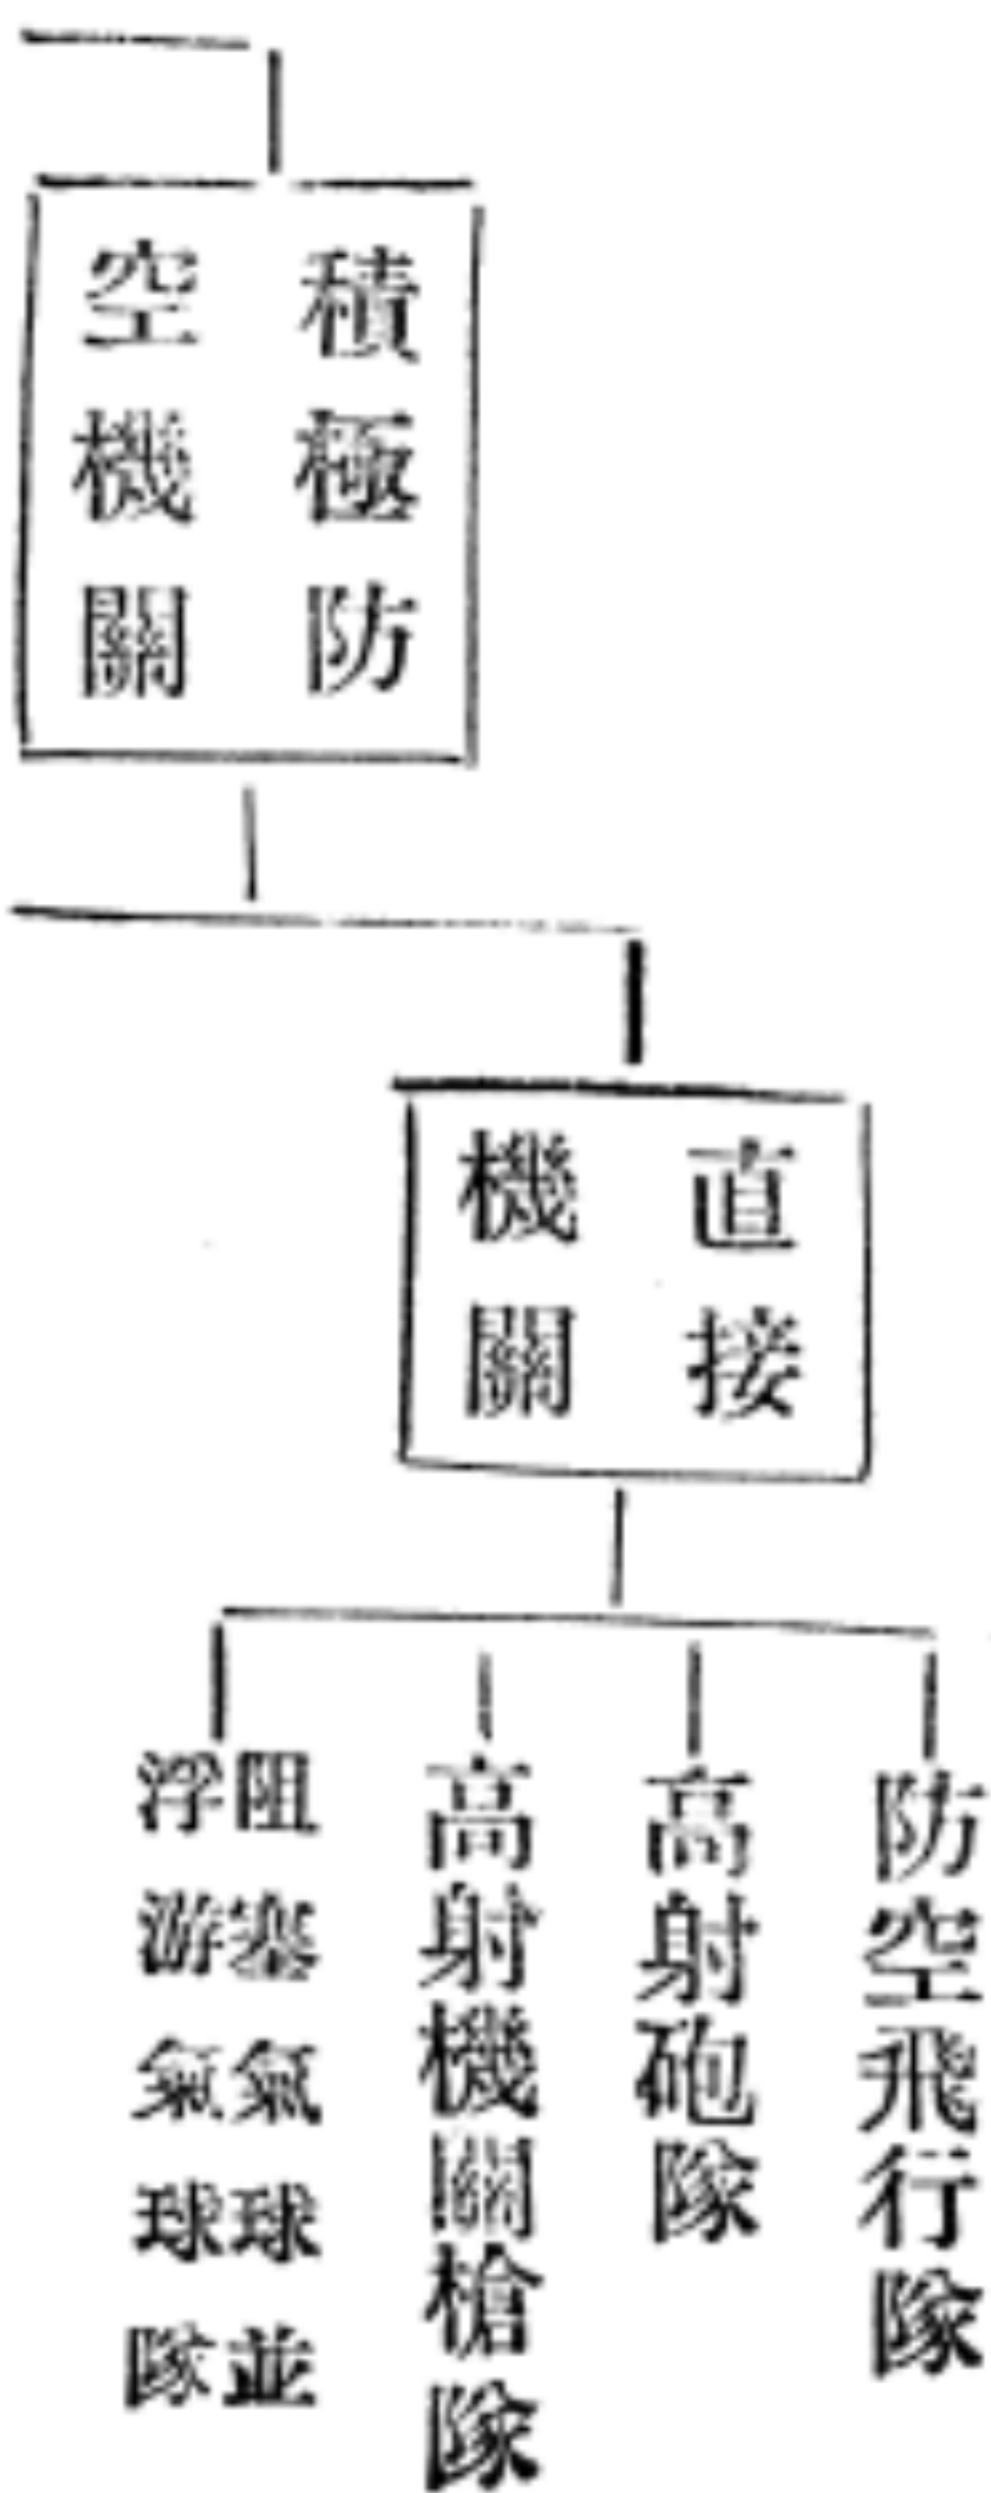 積極防
空機關
直接
機關
防空飛行隊
高射砲隊
高射機關槍隊
阻塞氣球並
浮游氣球隊